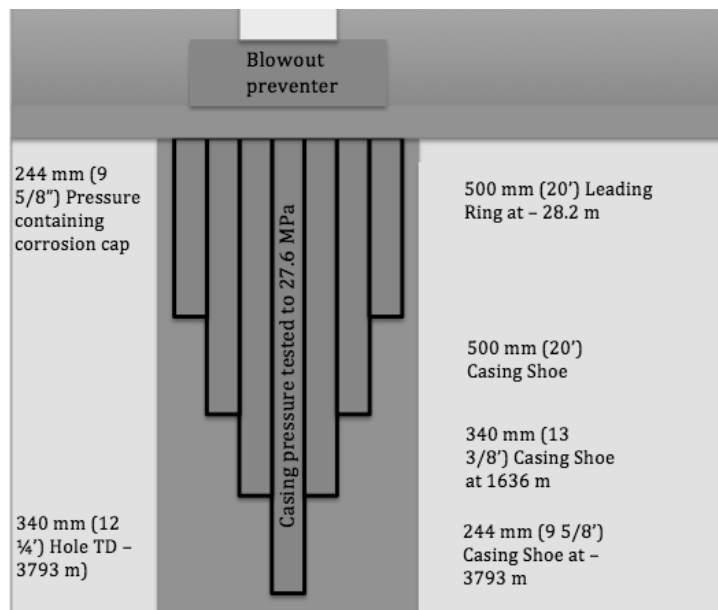 Blowout
preventer
244 mm (9
5/8”) Pressure
containing
corrosion cap
500 mm (20’) Leading
Ring at – 28.2 m
Casing pressure tested to 27.6 MPa
500 mm (20’)
Casing Shoe
340 mm (13
3/8’) Casing Shoe
at 1636 m
340 mm (12
¼’) Hole TD –
3793 m)
244 mm (9 5/8’)
Casing Shoe at –
3793 m